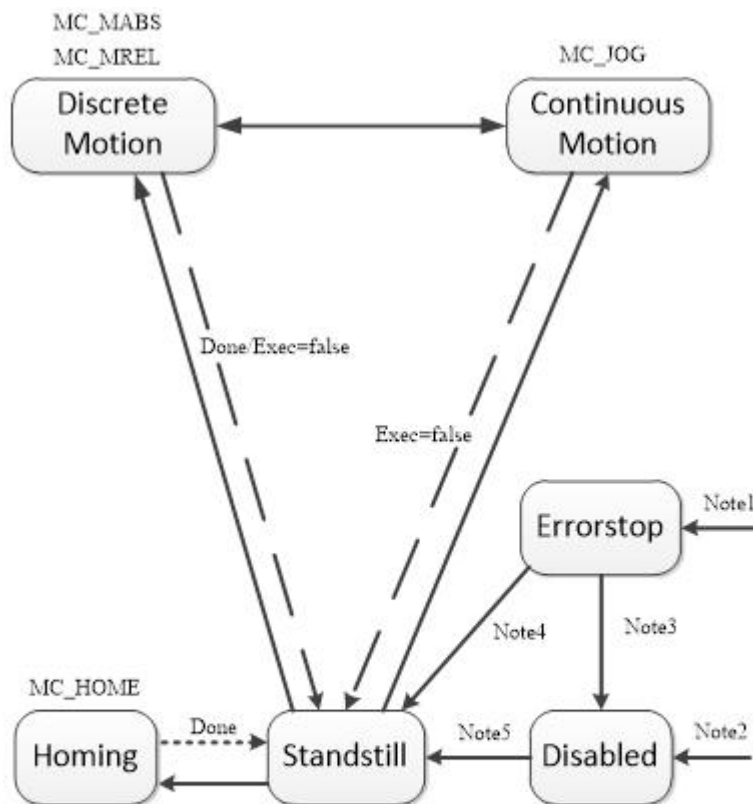 MC_MABS
MC_MREL
MC_JOG
Discrete
Motion
Continuous
Motion
Done/Exec=false
Exec=false
Errorstop
Note1
Note4
Note3
MC_HOME
Homing
Done
Standstill
Note5
Disabled
Note2